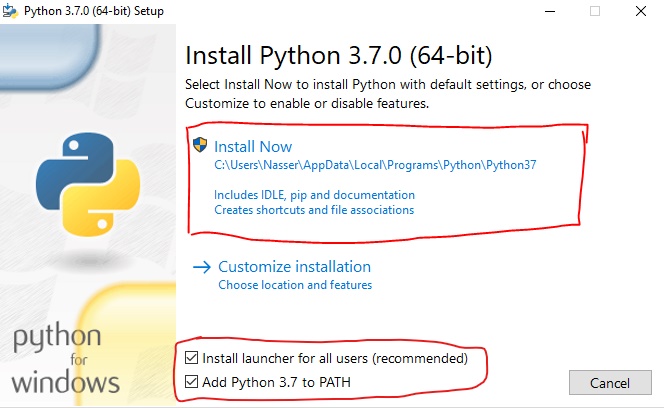 Python 3.7.0 (64-bit) Setup
Install Python 3.7.0 (64-bit)
Select Install Now to install Python with default settings, or choose
Customize to enable or disable features.
Install Now
C:\Users\Nasser\AppData\Local\Programs\Python\Python37
Includes IDLE, pip and documentation
Creates shortcuts and file associations
Customize installation
Choose location and features
python
for
windows
Install launcher for all users (recommended)
Add Python 3.7 to PATH
Cancel